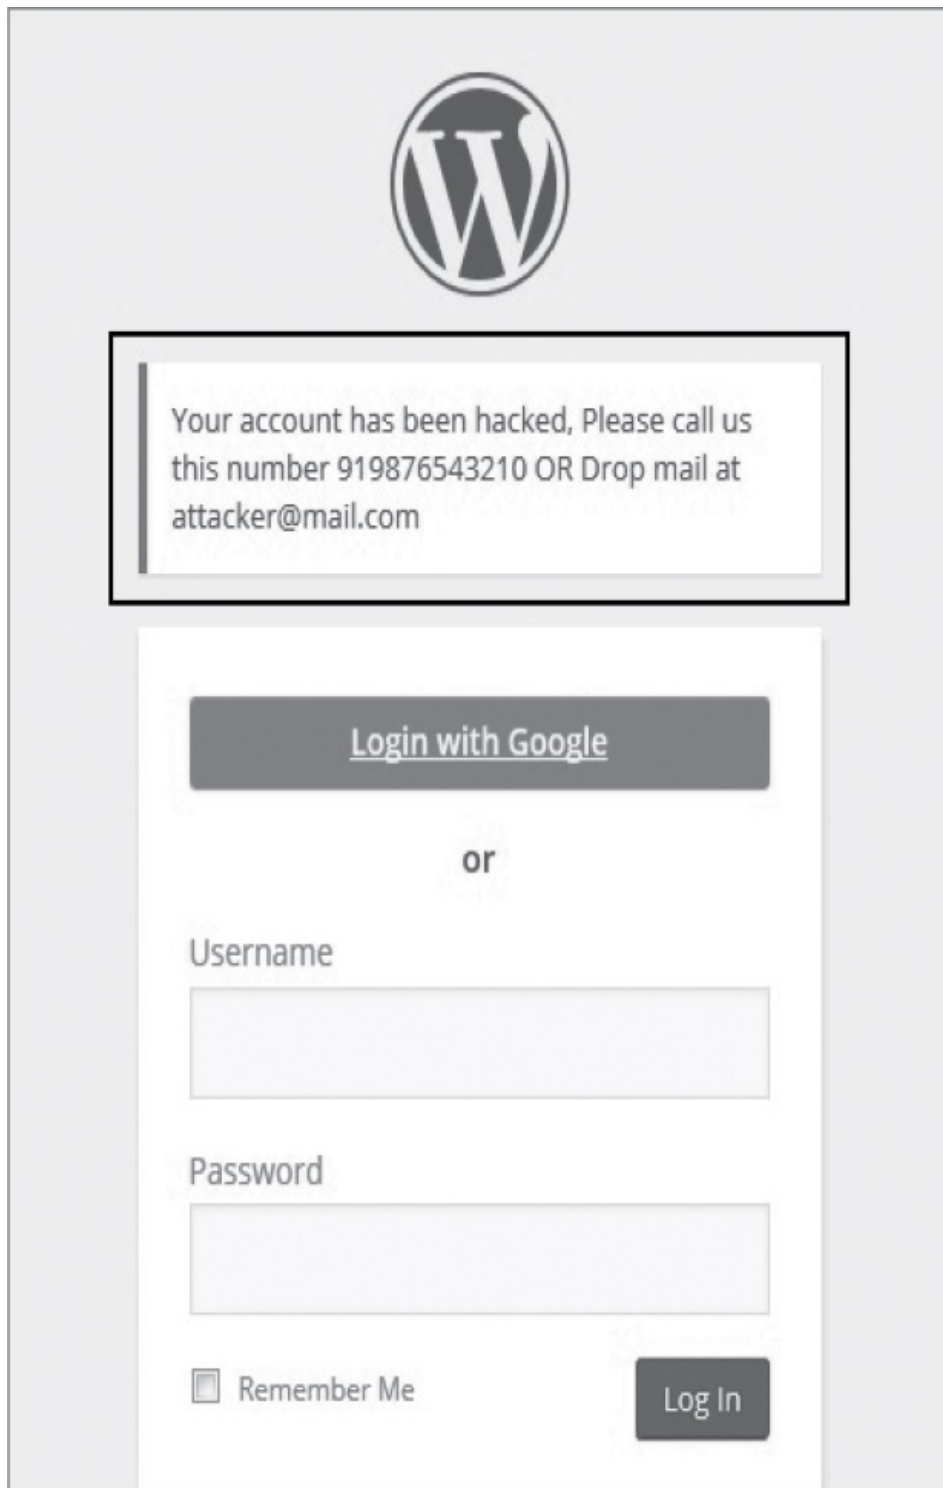 Your account has been hacked, Please call us
this number 919876543210 OR Drop mail at
attacker@mail.com
Login with Google
or
Username
Password
Remember Me
Log In